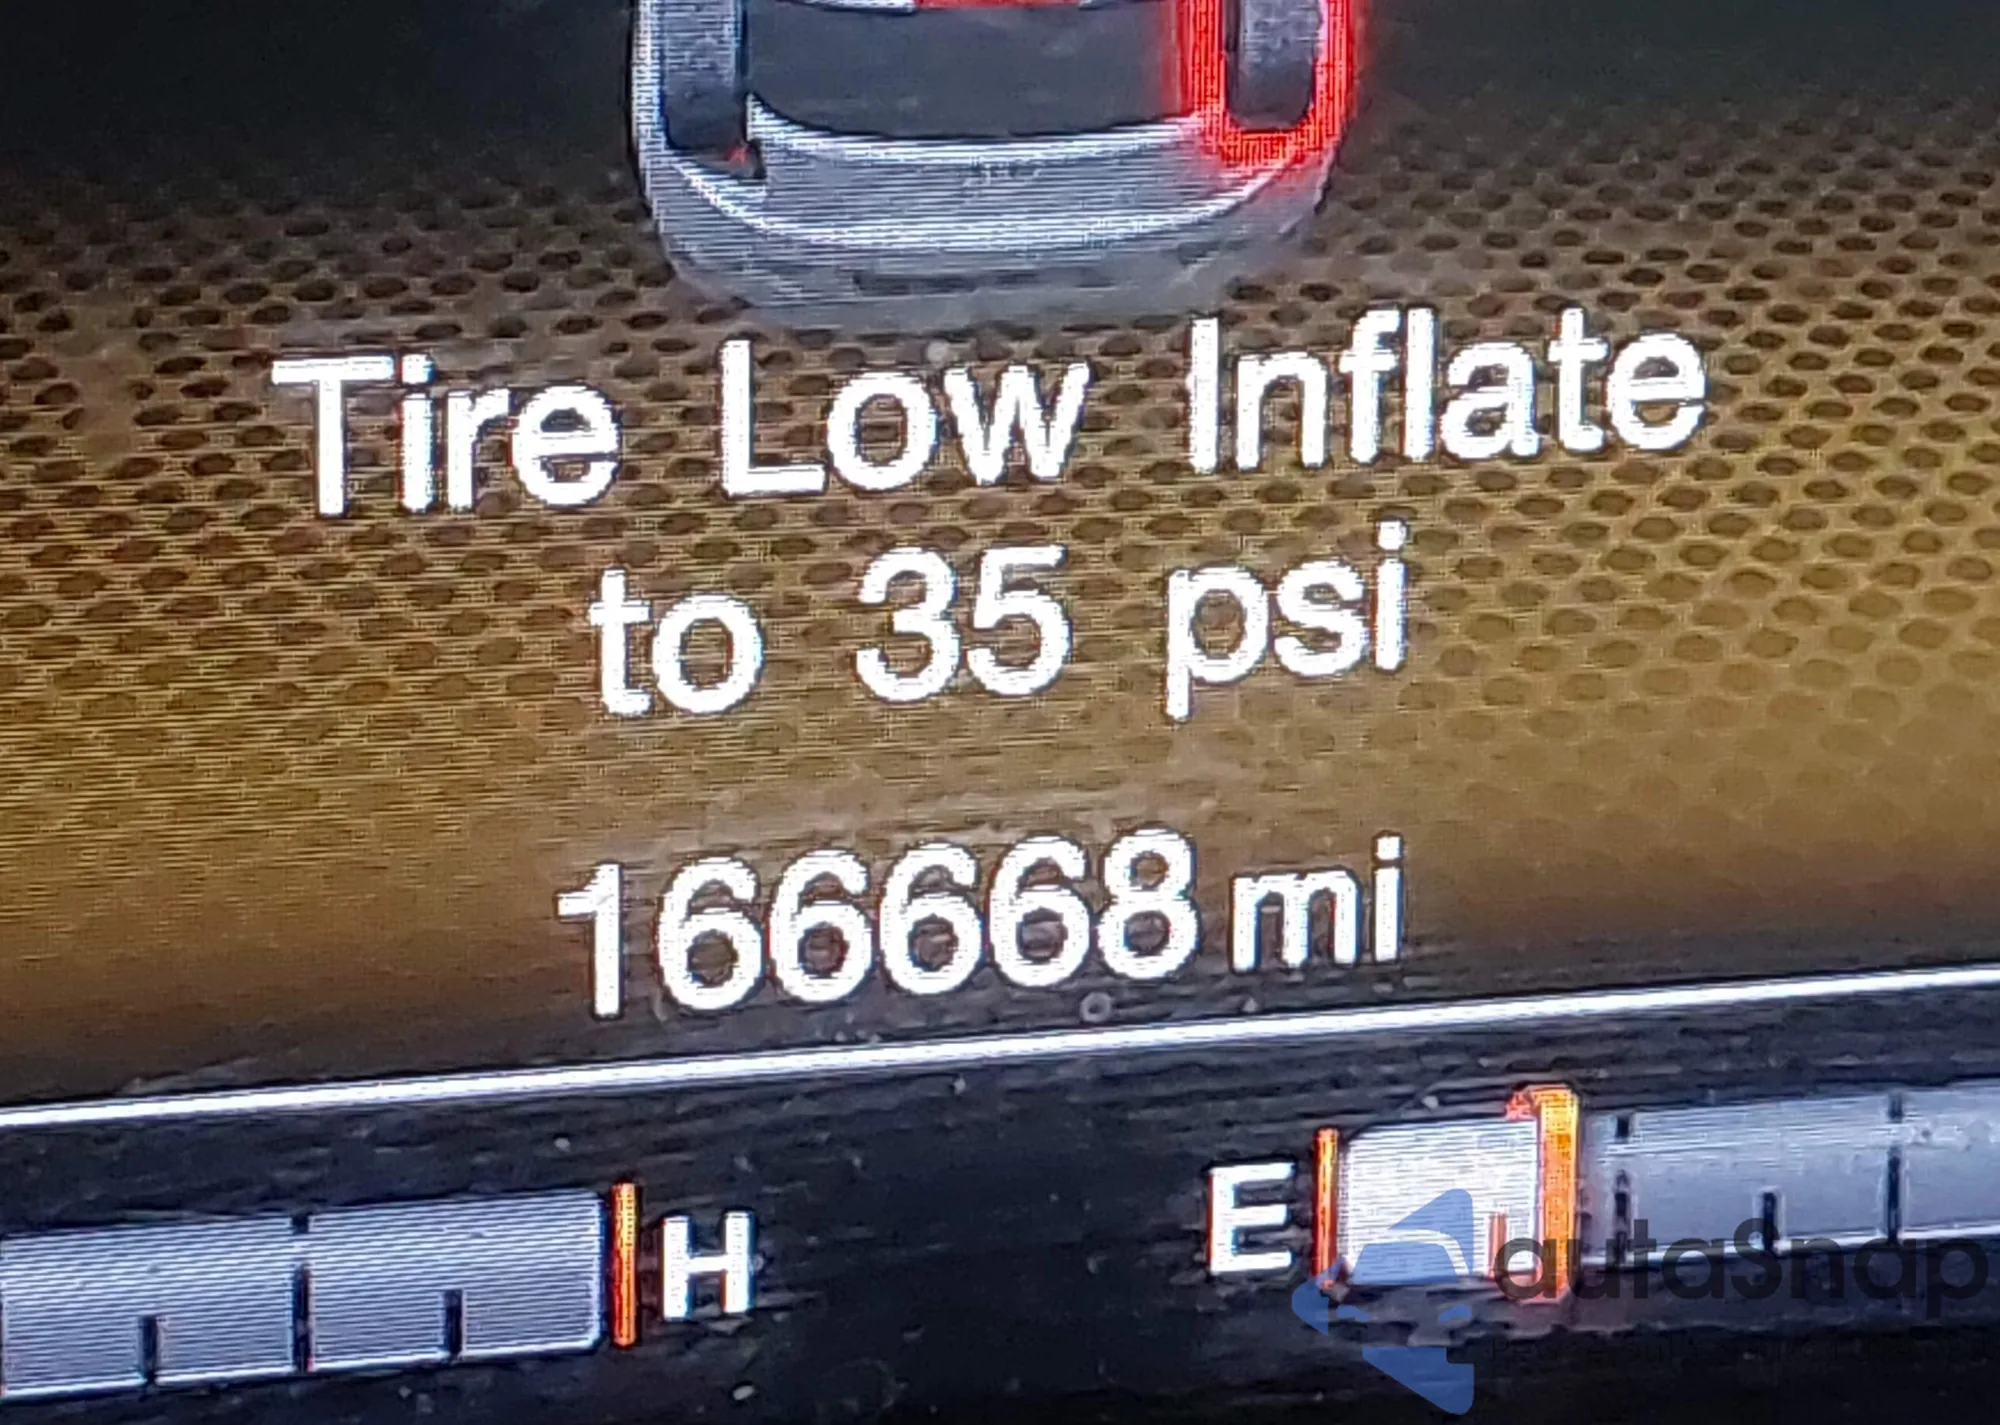 Tire Low Inflate
to 35 psi
166668 mi
H
E
autosnap